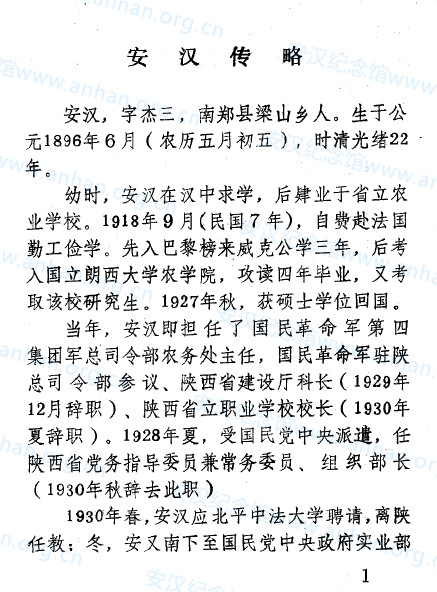 安汉传略
安汉，字杰三，南郑县梁山乡人。生于公
元1896年6月（农历五月初五），时清光绪22
年。
幼时，安汉在汉中求学，后肄业于省立农
业学校。1918年9月(民国7年)，自费赴法国
勤工俭学。先入巴黎榜来威克公学三年，后考
入国立朗西大学农学院，攻读四年毕业，又考
取该校研究生。1927年秋，获硕士学位回国。
当年，安汉即担任了国民革命军第四
集团军总司令部农务处主任，国民革命军驻陕
总司令部参议、陕西省建设厅科长（1929年
12月辞职）、陕西省立职业学校校长（1930年
夏辞职）。1928年夏，受国民党中央派遣，任
陕西省党务指导委员兼常务委员、组织部长
（1930年秋辞去此职）
1930年春，安汉应北平中法大学聘请，离陕
任教；冬，安又南下至国民党中央政府实业部
1
安汉纪念馆www.anhan.org.cn